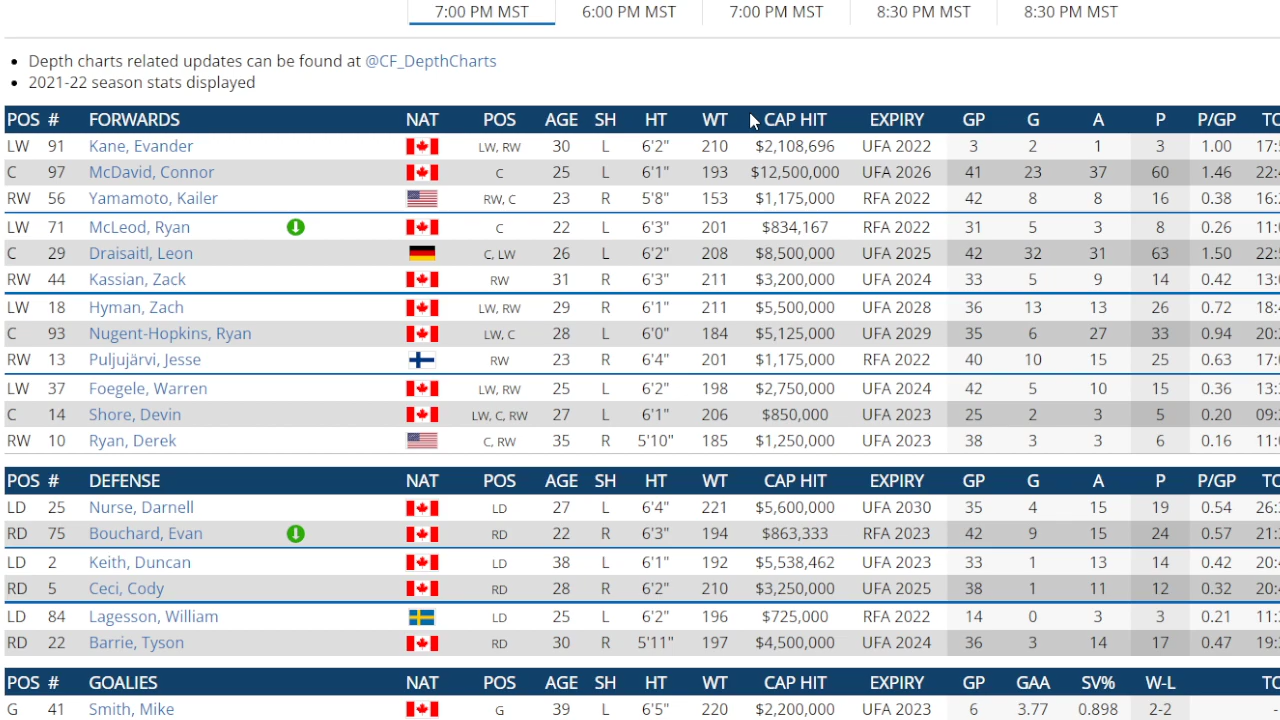 7:00 PM MST 6:00 PM MST 7:00 PM MST 8:30 PM MST 8:30 PM MST
• Depth charts related updates can be found at @CF_DepthCharts
• 2021-22 season stats displayed
POS # FORWARDS NAT POS AGE SH HT WT CAP HIT EXPIRY GP G A P P/GP TO
LW 91 Kane, Evander LW, RW 30 L 6'2" 210 $2,108,696 UFA 2022 3 2 1 3 1.00 17:
C 97 McDavid, Connor C 25 L 6'1" 193 $12,500,000 UFA 2026 41 23 37 60 1.46 22:
RW 56 Yamamoto, Kailer RW, C 23 R 5'8" 153 $1,175,000 RFA 2022 42 8 8 16 0.38 16:
LW 71 McLeod, Ryan C 22 L 6'3" 201 $834,167 RFA 2022 31 5 3 8 0.26 11:
C 29 Draisaitl, Leon C, LW 26 L 6'2" 208 $8,500,000 UFA 2025 42 32 31 63 1.50 22:
RW 44 Kassian, Zack RW 31 R 6'3" 211 $3,200,000 UFA 2024 33 5 9 14 0.42 13:
LW 18 Hyman, Zach LW, RW 29 R 6'1" 211 $5,500,000 UFA 2028 36 13 13 26 0.72 18:
C 93 Nugent-Hopkins, Ryan LW, C 28 L 6'0" 184 $5,125,000 UFA 2029 35 6 27 33 0.94 20:
RW 13 Puljujärvi, Jesse RW 23 R 6'4" 201 $1,175,000 RFA 2022 40 10 15 25 0.63 17:
LW 37 Foegele, Warren LW, RW 25 L 6'2" 198 $2,750,000 UFA 2024 42 5 10 15 0.36 13:
C 14 Shore, Devin LW, C, RW 27 L 6'1" 206 $850,000 UFA 2023 25 2 3 5 0.20 09:
RW 10 Ryan, Derek C, RW 35 R 5'10" 185 $1,250,000 UFA 2023 38 3 3 6 0.16 11:
POS # DEFENSE NAT POS AGE SH HT WT CAP HIT EXPIRY GP G A P P/GP TO
LD 25 Nurse, Darnell LD 27 L 6'4" 221 $5,600,000 UFA 2030 35 4 15 19 0.54 26:
RD 75 Bouchard, Evan RD 22 R 6'3" 194 $863,333 RFA 2023 42 9 15 24 0.57 21:
LD 2 Keith, Duncan LD 38 L 6'1" 192 $5,538,462 UFA 2023 33 1 13 14 0.42 20:
RD 5 Ceci, Cody RD 28 R 6'2" 210 $3,250,000 UFA 2025 38 1 11 12 0.32 20:
LD 84 Lagesson, William LD 25 L 6'2" 196 $725,000 RFA 2022 14 0 3 3 0.21 11:
RD 22 Barrie, Tyson RD 30 R 5'11" 197 $4,500,000 UFA 2024 36 3 14 17 0.47 19:
POS # GOALIES NAT POS AGE SH HT WT CAP HIT EXPIRY GP GAA SV% W-L TO
G 41 Smith, Mike G 39 L 6'5" 220 $2,200,000 UFA 2023 6 3.77 0.898 2-2 -